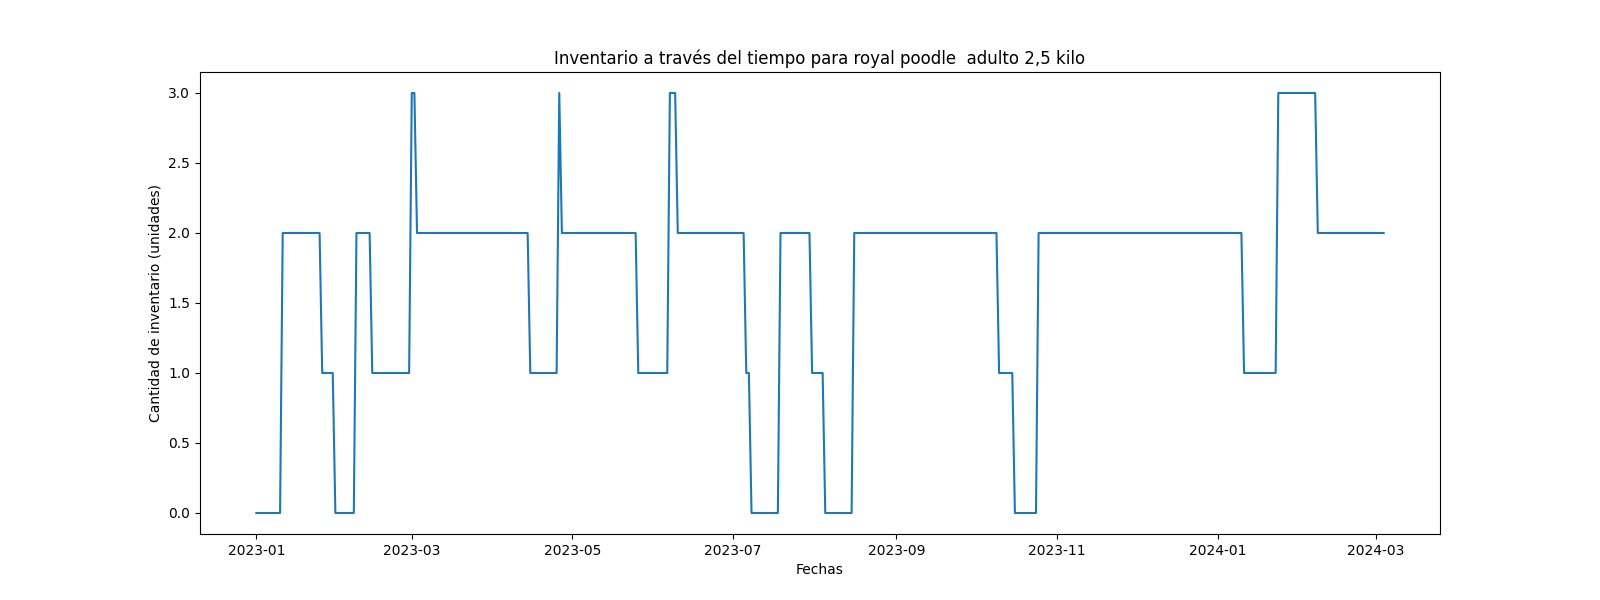 Inventario a través del tiempo para royal poodle  adulto 2,5 kilo
Cantidad de inventario (unidades)
3.0
2.5
2.0
1.5
1.0
0.5
0.0
2023-01 2023-03 2023-05 2023-07 2023-09 2023-11 2024-01 2024-03
Fechas